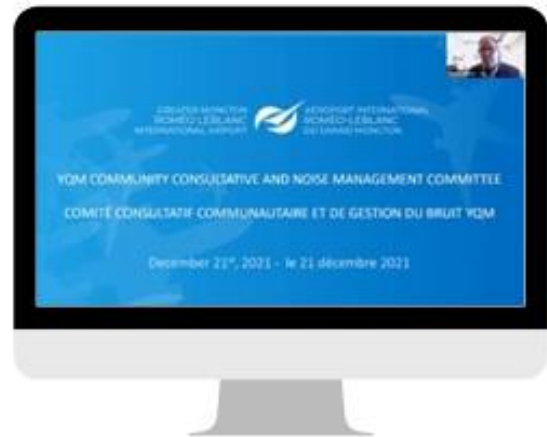 GREATER MONCTON
ROMÉO LEBLANC
INTERNATIONAL AIRPORT
AÉROPORT INTERNATIONAL
ROMÉO-LEBLANC
DU GRAND MONCTON
YQM COMMUNITY CONSULTATIVE AND NOISE MANAGEMENT COMMITTEE
COMITÉ CONSULTATIF COMMUNAUTAIRE ET DE GESTION DU BRUIT YQM
December 21st, 2021 - le 21 décembre 2021